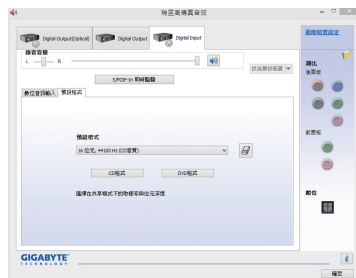 瑞昱高傳真音效
Digital Output(Optical)
Digital Output
Digital Input
進階裝置設定
錄音音量
L
R
設為預設裝置
S/PDIF-In 即時監聽
類比
後面板
數位音訊輸入
預設格式
預設格式
16 位元, 44100 Hz (CD音質)
CD格式
DVD格式
選擇在共享模式下的取樣率與位元深度
前面板
數位
GIGABYTE
TECHNOLOGY
確定